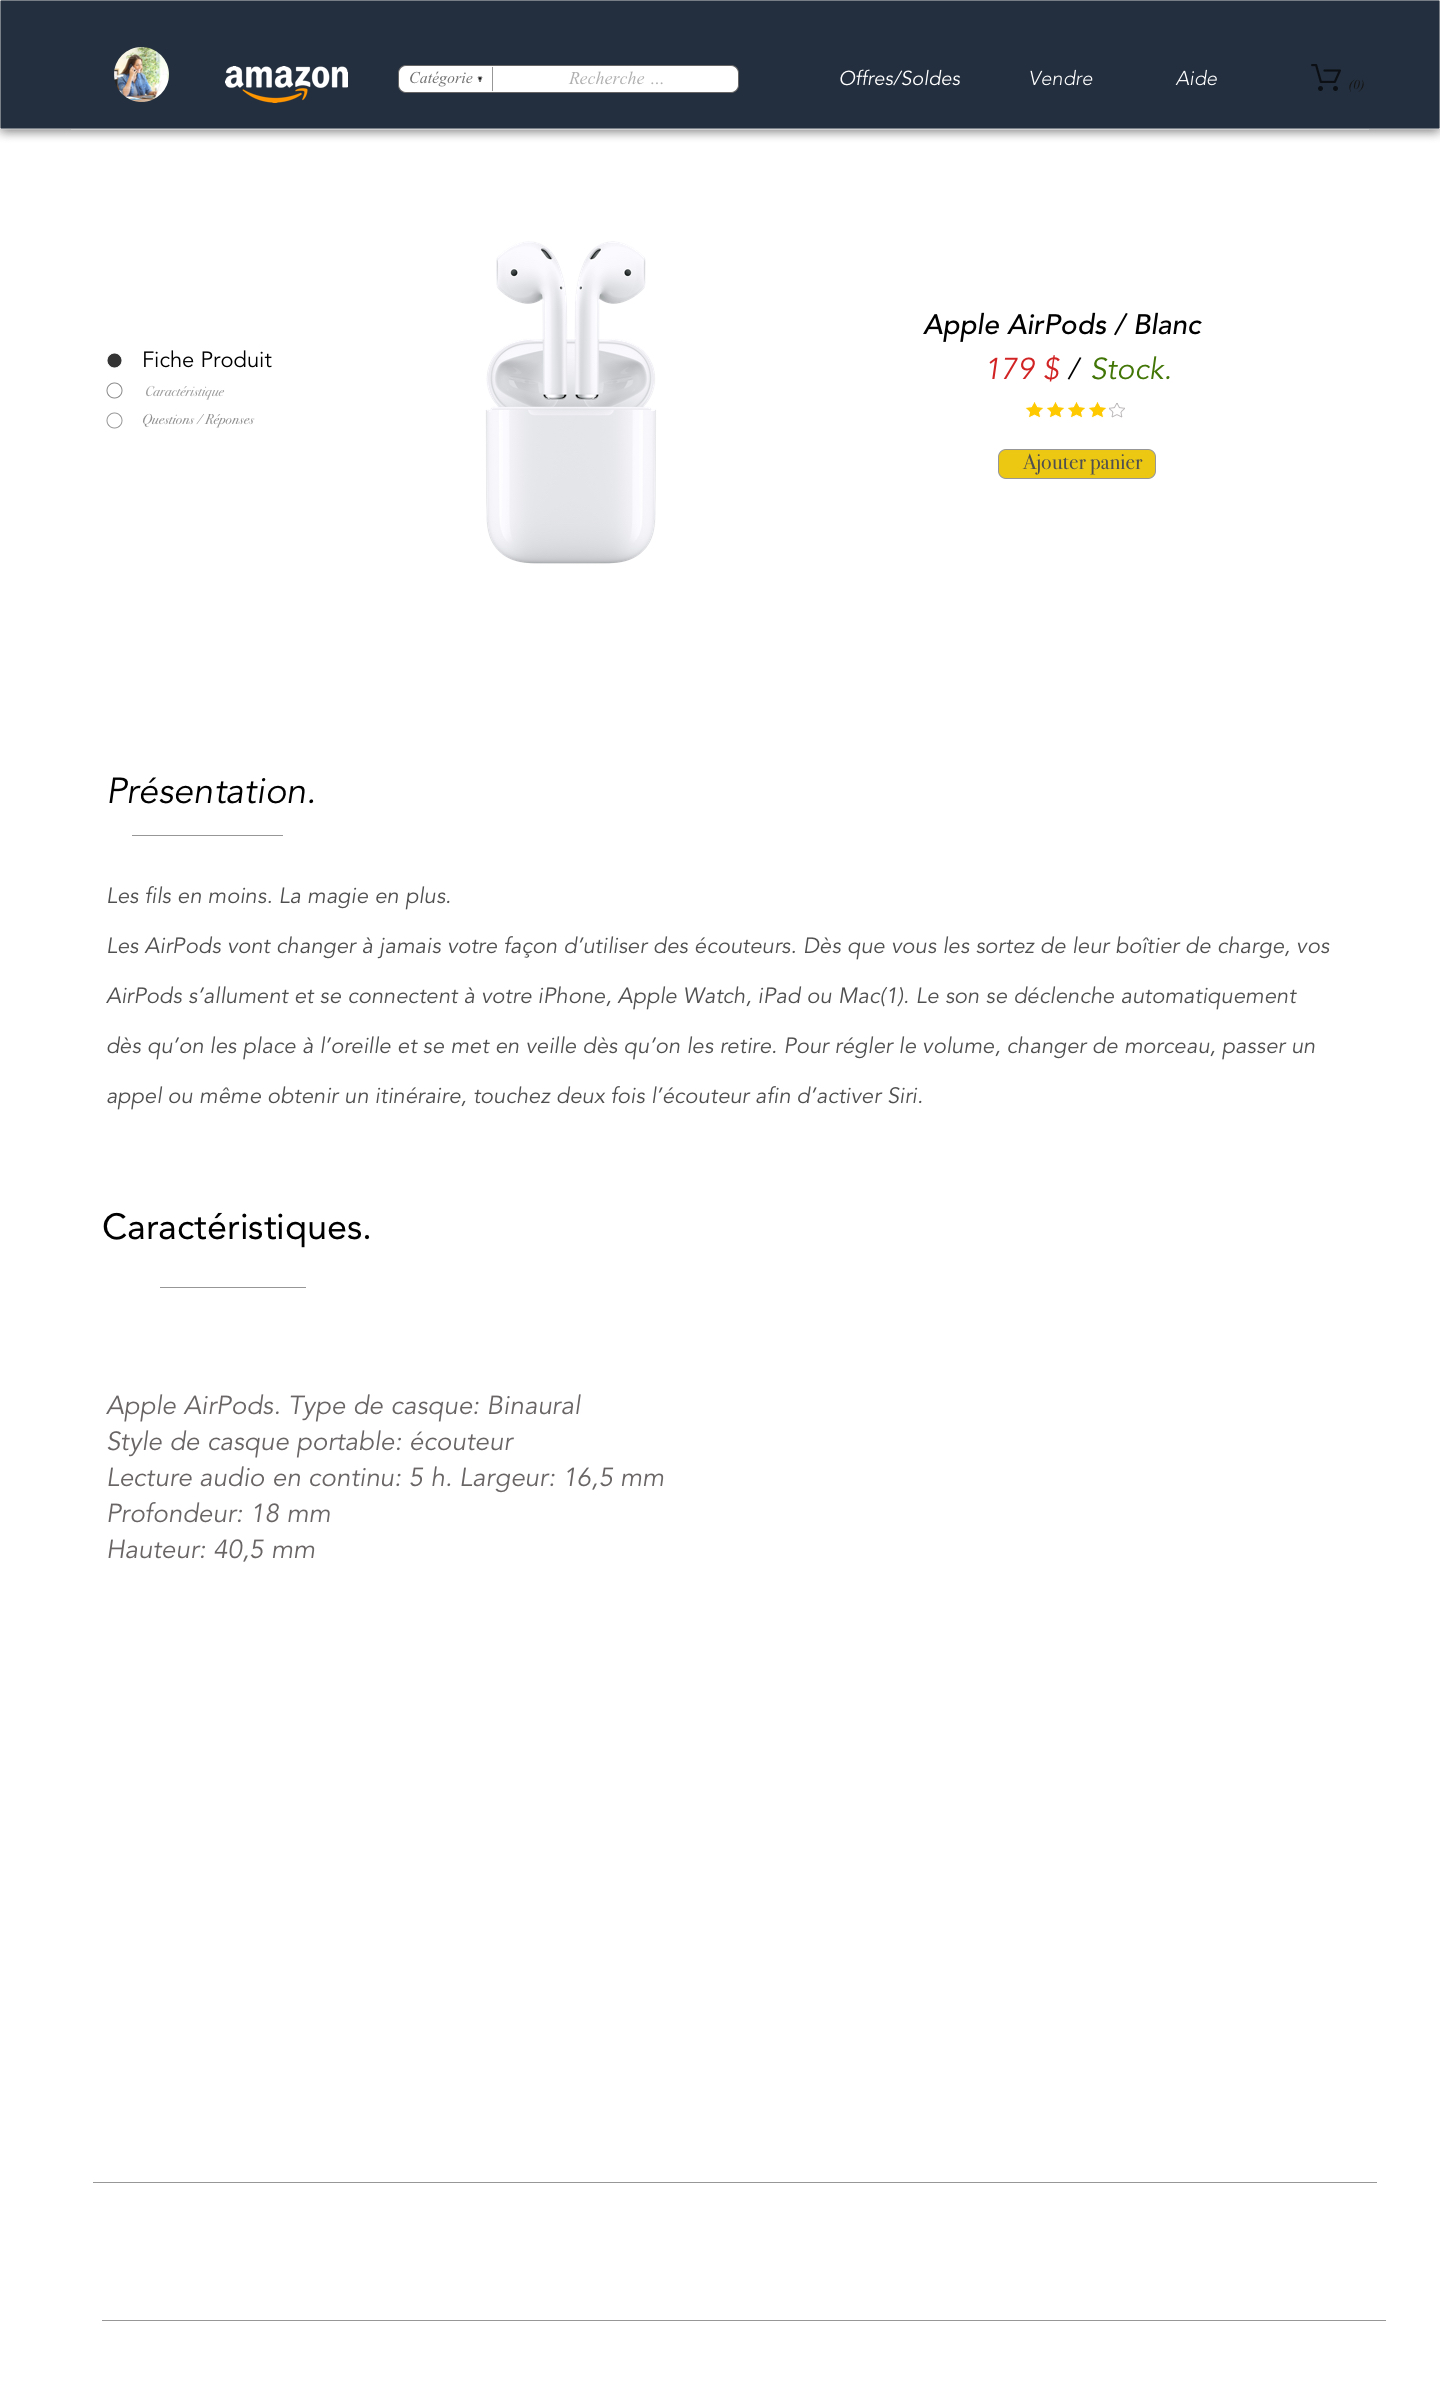 amazon
Catégorie ▾
Recherche ...
Offres/Soldes
Vendre
Aide
(0)
Fiche Produit
Caractéristique
Questions / Réponses
Apple AirPods / Blanc
179 $ / Stock.
Ajouter panier
Présentation.
Les fils en moins. La magie en plus.
Les AirPods vont changer à jamais votre façon d’utiliser des écouteurs. Dès que vous les sortez de leur boîtier de charge, vos
AirPods s’allument et se connectent à votre iPhone, Apple Watch, iPad ou Mac(1). Le son se déclenche automatiquement
dès qu’on les place à l’oreille et se met en veille dès qu’on les retire. Pour régler le volume, changer de morceau, passer un
appel ou même obtenir un itinéraire, touchez deux fois l’écouteur afin d’activer Siri.
Caractéristiques.
Apple AirPods. Type de casque: Binaural
Style de casque portable: écouteur
Lecture audio en continu: 5 h. Largeur: 16,5 mm
Profondeur: 18 mm
Hauteur: 40,5 mm